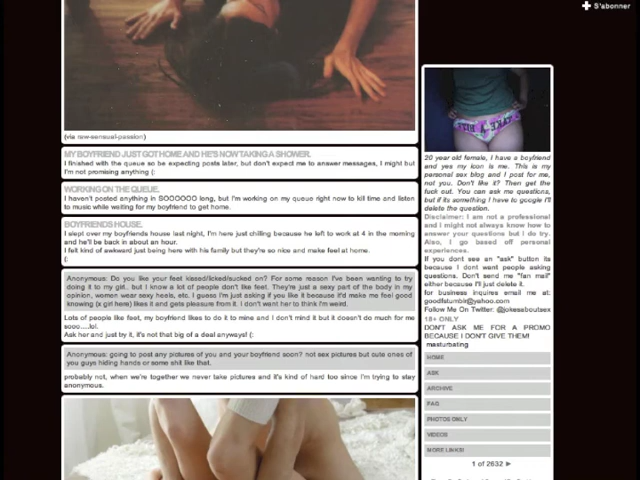 S'abonner
(via raw-sensual-passion)
MY BOYFRIEND JUST GOT HOME AND HE'S NOW TAKING A SHOWER.
I finished with the queue so be expecting posts later, but don't expect me to answer messages, I might but
I'm not promising anything (:
WORKING ON THE QUEUE.
I haven't posted anything in SOOOOOO long, but I'm working on my queue right now to kill time and listen
to music while waiting for my boyfriend to get home.
BOYFRIENDS HOUSE.
I slept over my boyfriends house last night, I'm here just chilling because he left to work at 4 in the morning
and he'll be back in about an hour.
I felt kind of awkward just being here with his family but they're so nice and make feel at home.
(:
Anonymous: Do you like your feet kissed/licked/sucked on? For some reason I've been wanting to try
doing it to my girl.. but I know a lot of people don't like feet. They're just a sexy part of the body in my
opinion, women wear sexy heels, etc. I guess I'm just asking if you like it because it'd make me feel good
knowing (a girl here) likes it and gets pleasure from it. I don't want her to think I'm weird.
Lots of people like feet, my boyfriend likes to do it to mine and I don't mind it but it doesn't do much for me
sooo....lol.
Ask her and just try it, it's not that big of a deal anyways! (:
Anonymous: going to post any pictures of you and your boyfriend soon? not sex pictures but cute ones of
you guys hiding hands or some shit like that.
probably not, when we're together we never take pictures and it's kind of hard too since I'm trying to stay
anonymous.
20 year old female, I have a boyfriend
and yes my icon is me. This is my
personal sex blog and I post for me,
not you. Don't like it? Then get the
fuck out. You can ask me questions,
but if its something I have to google i'll
delete the question.
Disclaimer: I am not a professional
and I might not always know how to
answer your questions but I do try.
Also, I go based off personal
experiences.
If you dont see an "ask" button its
because I dont want people asking
questions. Don't send me "fan mail"
either because I'll just delete it.
for business inquires email me at:
goodfstumblr@yahoo.com
Follow Me On Twitter: @jokesaboutsex
18+ ONLY
DON'T ASK ME FOR A PROMO
BECAUSE I DON'T GIVE THEM!
masturbating
HOME
ASK
ARCHIVE
FAQ
PHOTOS ONLY
VIDEOS
MORE LINKS!
1 of 2632 ►